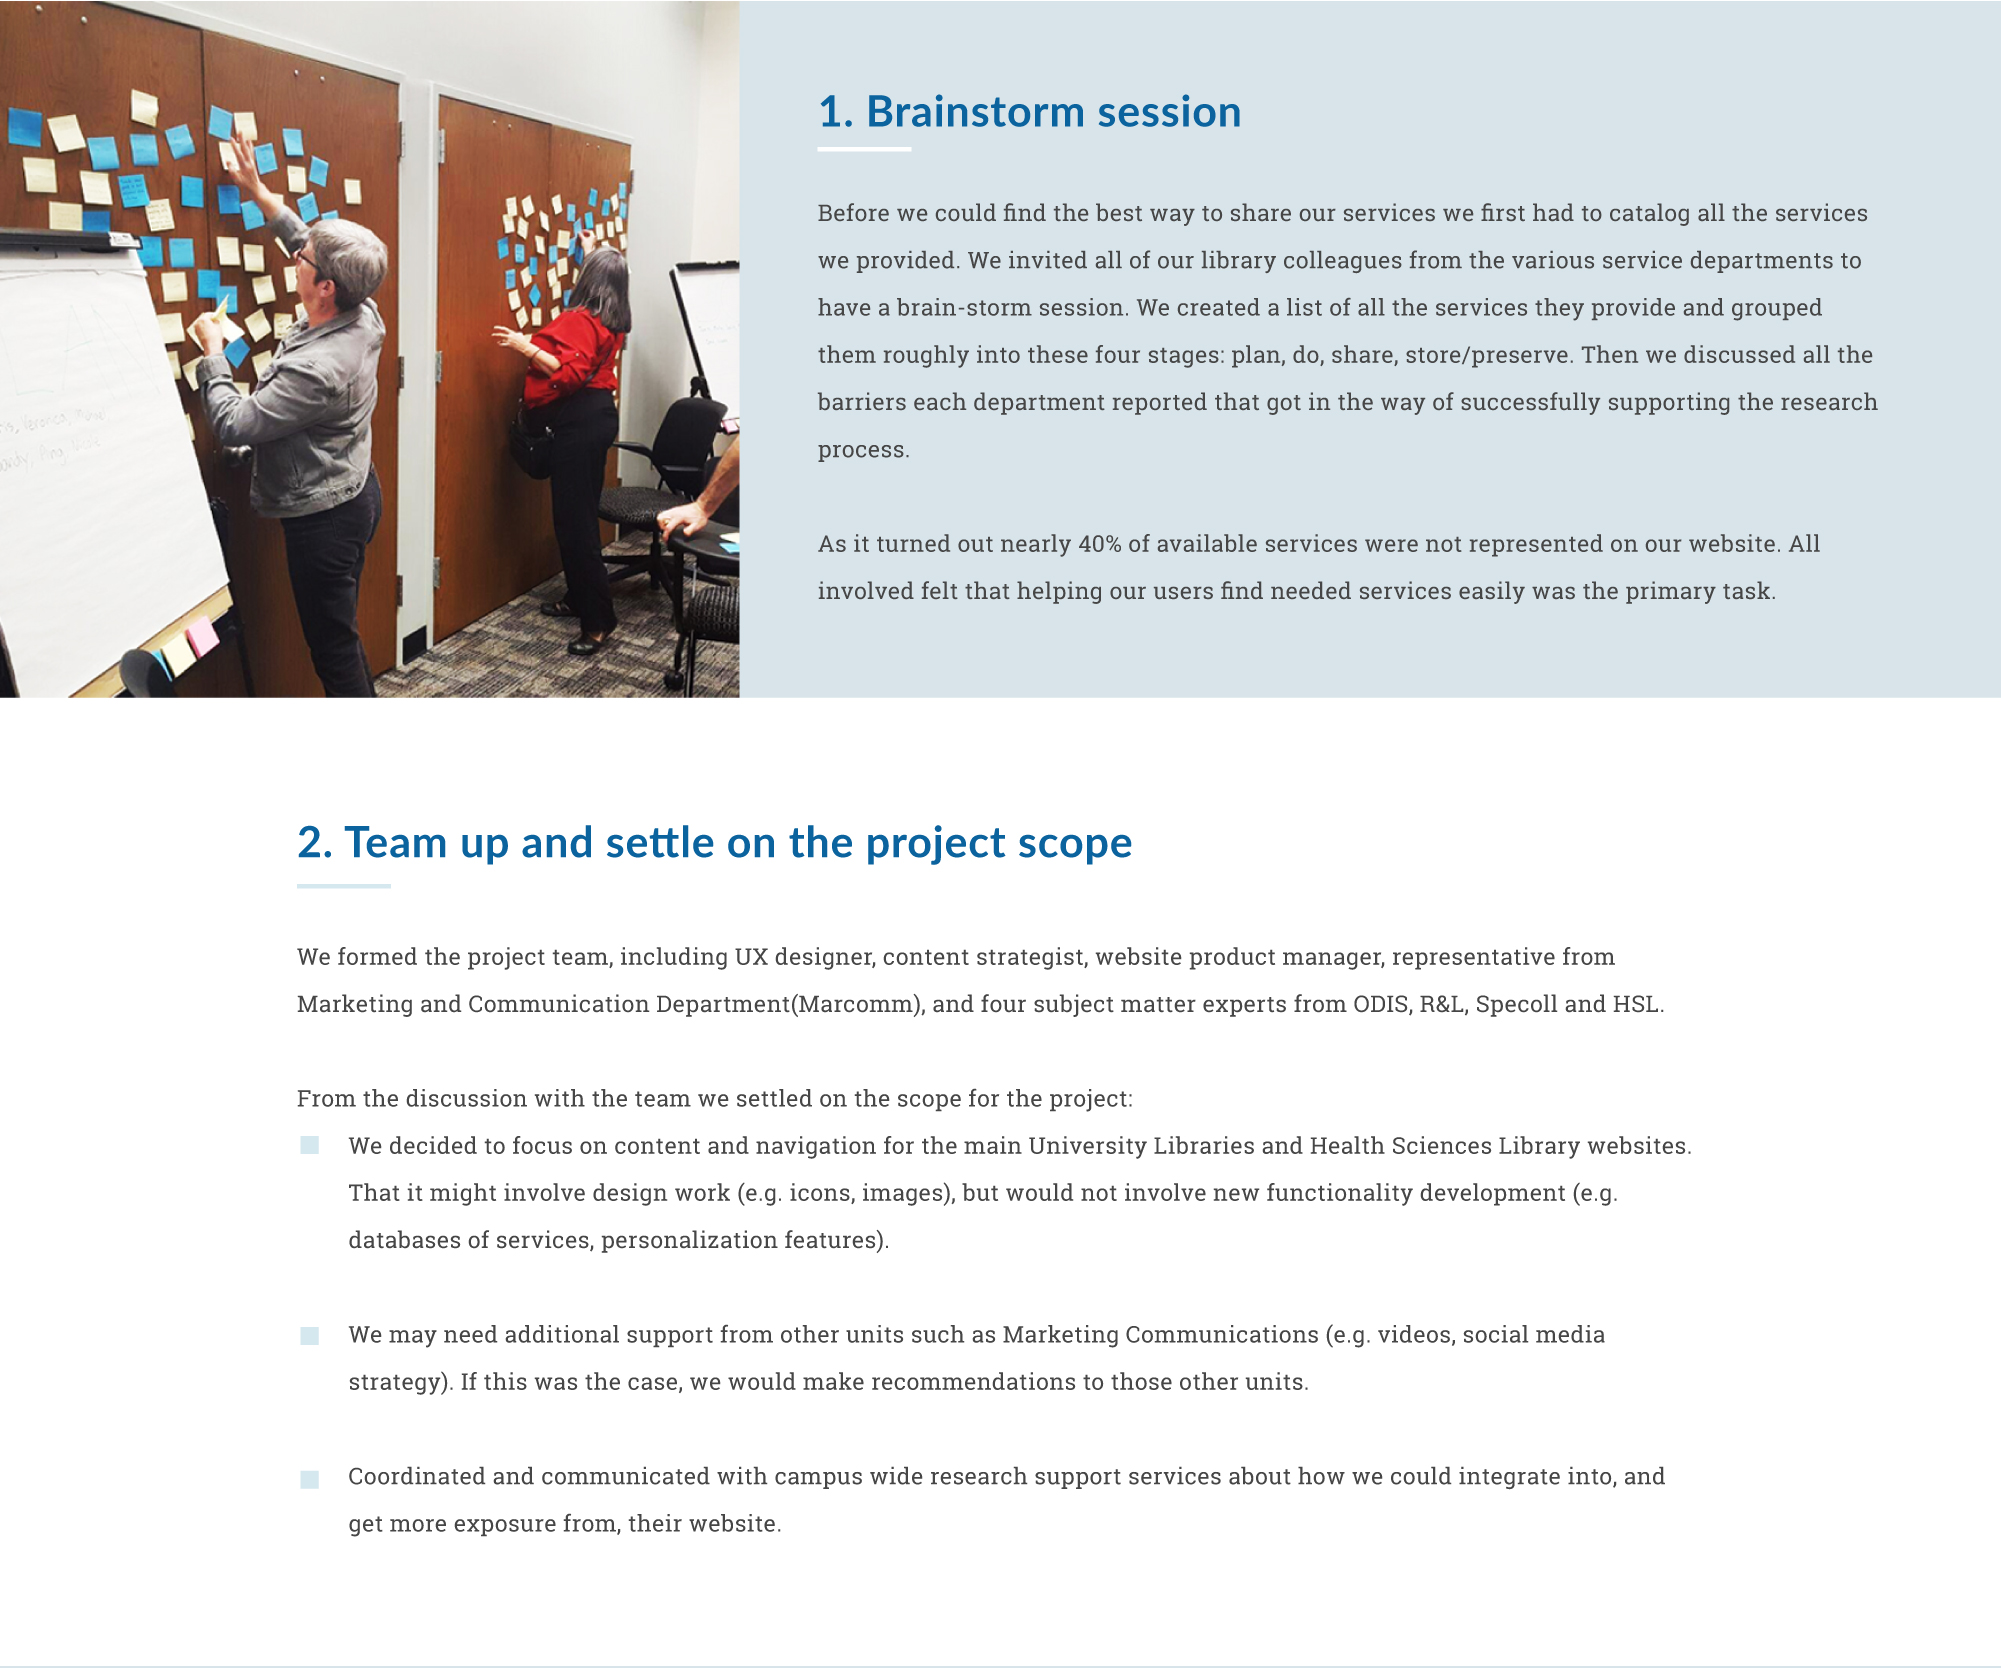 1. Brainstorm session
Before we could find the best way to share our services we first had to catalog all the services
we provided. We invited all of our library colleagues from the various service departments to
have a brain-storm session. We created a list of all the services they provide and grouped
them roughly into these four stages: plan, do, share, store/preserve. Then we discussed all the
barriers each department reported that got in the way of successfully supporting the research
process.
As it turned out nearly 40% of available services were not represented on our website. All
involved felt that helping our users find needed services easily was the primary task.
2. Team up and settle on the project scope
We formed the project team, including UX designer, content strategist, website product manager, representative from
Marketing and Communication Department(Marcomm), and four subject matter experts from ODIS, R&L, Specoll and HSL.
From the discussion with the team we settled on the scope for the project:
We decided to focus on content and navigation for the main University Libraries and Health Sciences Library websites.
That it might involve design work (e.g. icons, images), but would not involve new functionality development (e.g.
databases of services, personalization features).
We may need additional support from other units such as Marketing Communications (e.g. videos, social media
strategy). If this was the case, we would make recommendations to those other units.
Coordinated and communicated with campus wide research support services about how we could integrate into, and
get more exposure from, their website.